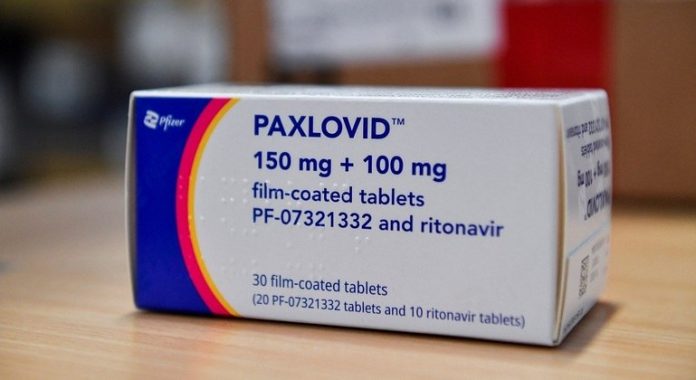 Pfizer
PAXLOVID™
150 mg + 100 mg
film-coated tablets
PF-07321332 and ritonavir
30 film-coated tablets
(20 PF-07321332 tablets and 10 ritonavir tablets)